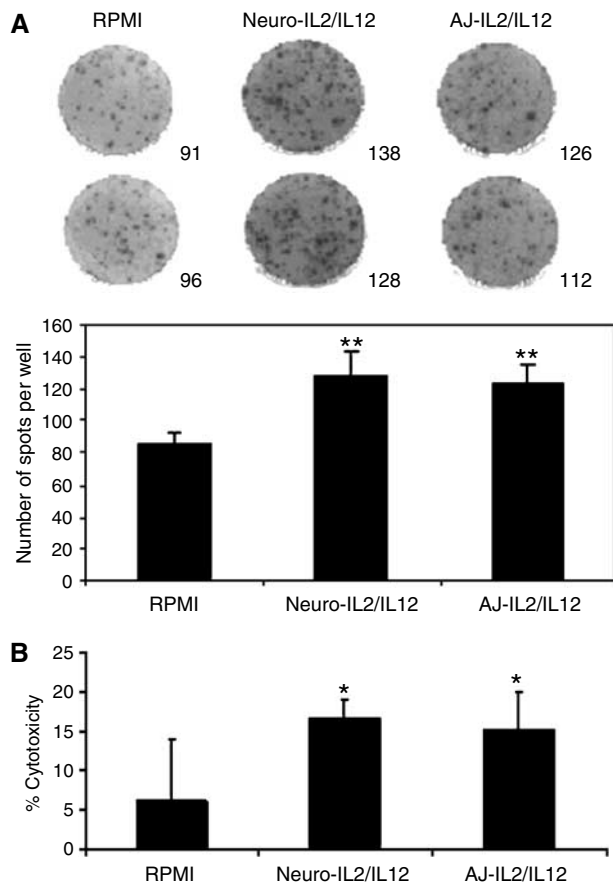 A
RPMI Neuro-IL2/IL12 AJ-IL2/IL12
91 138 126
96 128 112
Number of spots per well
160
140
120
100
80
60
40
20
0
** **
RPMI Neuro-IL2/IL12 AJ-IL2/IL12
B
% Cytotoxicity
25
20
15
10
5
0
* *
RPMI Neuro-IL2/IL12 AJ-IL2/IL12